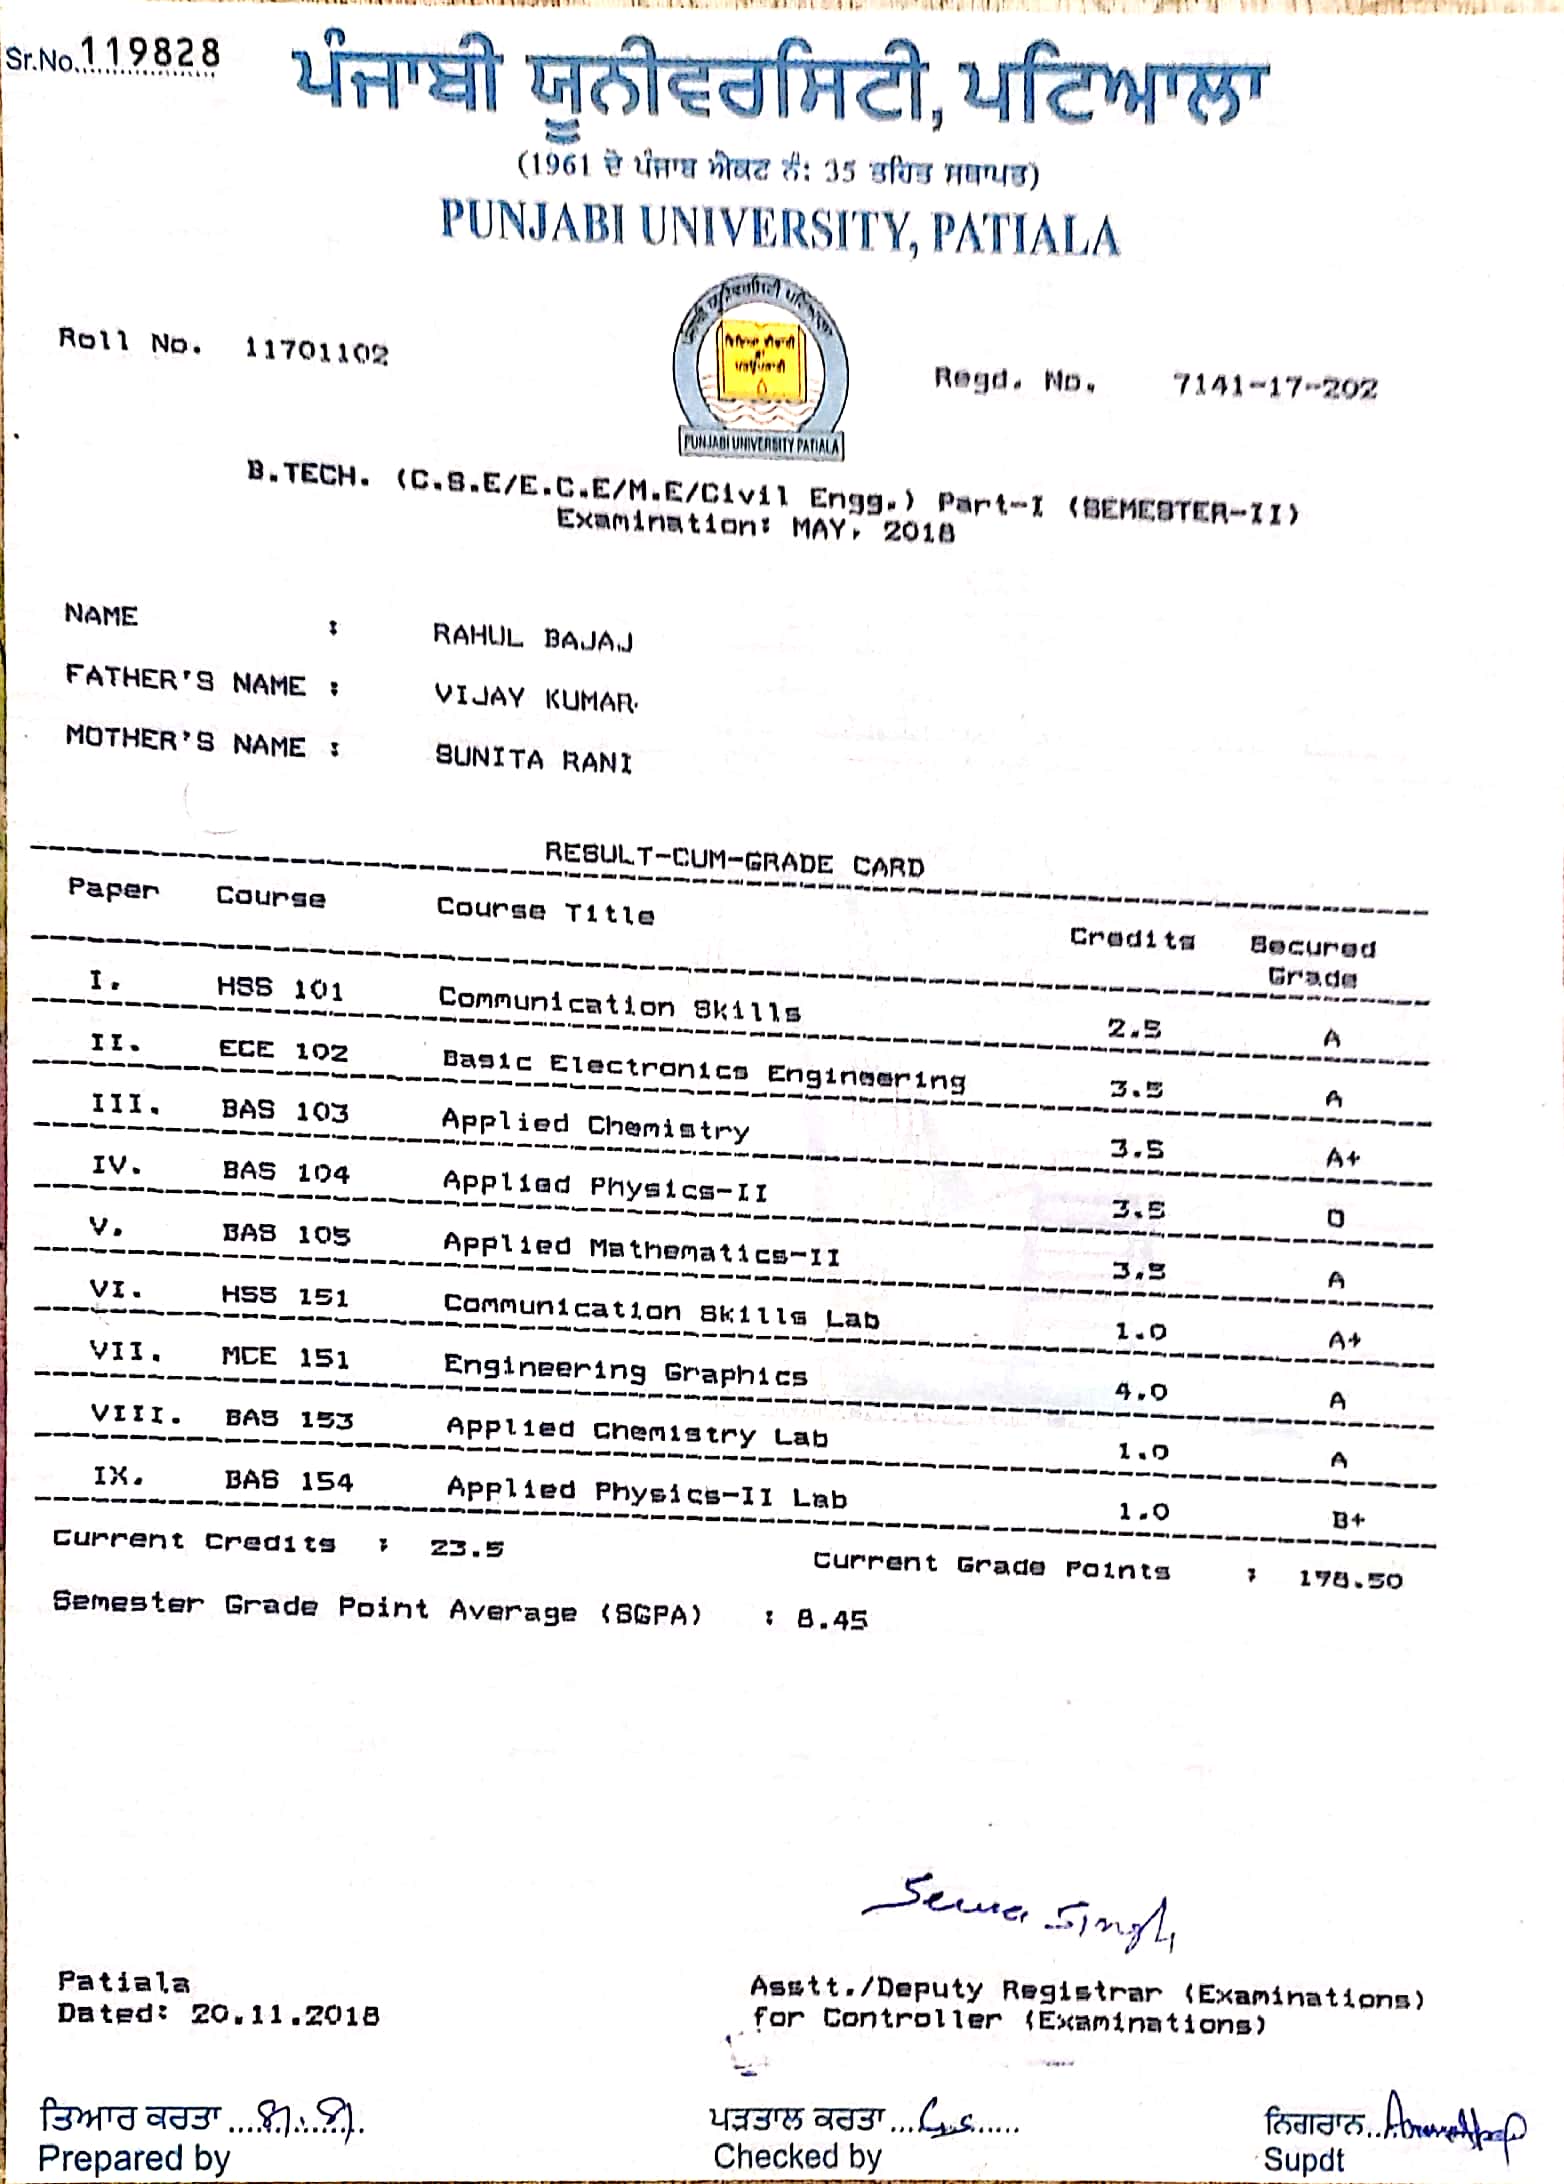 Sr.No.119828
ਪੰਜਾਬੀ ਯੂਨੀਵਰਸਿਟੀ, ਪਟਿਆਲਾ
(1961 ਦੇ ਪੰਜਾਬ ਐਕਟ ਨੰ: 35 ਤਹਿਤ ਸਥਾਪਤ)
PUNJABI UNIVERSITY, PATIALA
ਪੰਜਾਬੀ ਯੂਨਿਵਰਸਿਟੀ ਪਟਿਆਲਾ
ਵਿਦਿਆ ਵੀਚਾਰੀ
ਤਾਂ
ਪਰਉਪਕਾਰੀ
PUNJABI UNIVERSITY PATIALA
Roll No. 11701102
Regd. No. 7141-17-202
B.TECH. (C.S.E/E.C.E/M.E/Civil Engg.) Part-I (SEMESTER-II)
Examination: MAY, 2018
NAME : RAHUL BAJAJ
FATHER'S NAME : VIJAY KUMAR
MOTHER'S NAME : SUNITA RANI
RESULT-CUM-GRADE CARD
Paper Course Course Title Credits Secured
Grade
I. HSS 101 Communication Skills 2.5 A
II. ECE 102 Basic Electronics Engineering 3.5 A
III. BAS 103 Applied Chemistry 3.5 A+
IV. BAS 104 Applied Physics-II 3.5 O
V. BAS 105 Applied Mathematics-II 3.5 A
VI. HSS 151 Communication Skills Lab 1.0 A+
VII. MCE 151 Engineering Graphics 4.0 A
VIII. BAS 153 Applied Chemistry Lab 1.0 A
IX. BAS 154 Applied Physics-II Lab 1.0 B+
Current Credits : 23.5 Current Grade Points : 198.50
Semester Grade Point Average (SGPA) : 8.45
Sewa Singh
Patiala
Dated: 20.11.2018
Asstt./Deputy Registrar (Examinations)
for Controller (Examinations)
ਤਿਆਰ ਕਰਤਾ
Prepared by
ਪੜਤਾਲ ਕਰਤਾ
Checked by
ਨਿਗਰਾਨ
Supdt